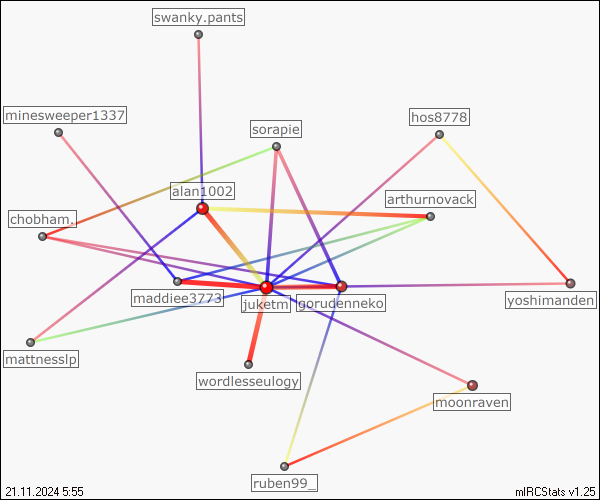 swanky.pants
minesweeper1337
hos8778
sorapie
alan1002
arthurnovack
chobham.
maddiee3773
juketm
gorudenneko
yoshimanden
mattnesslp
wordlesseulogy
moonraven
ruben99_
21.11.2024 5:55
mIRCStats v1.25